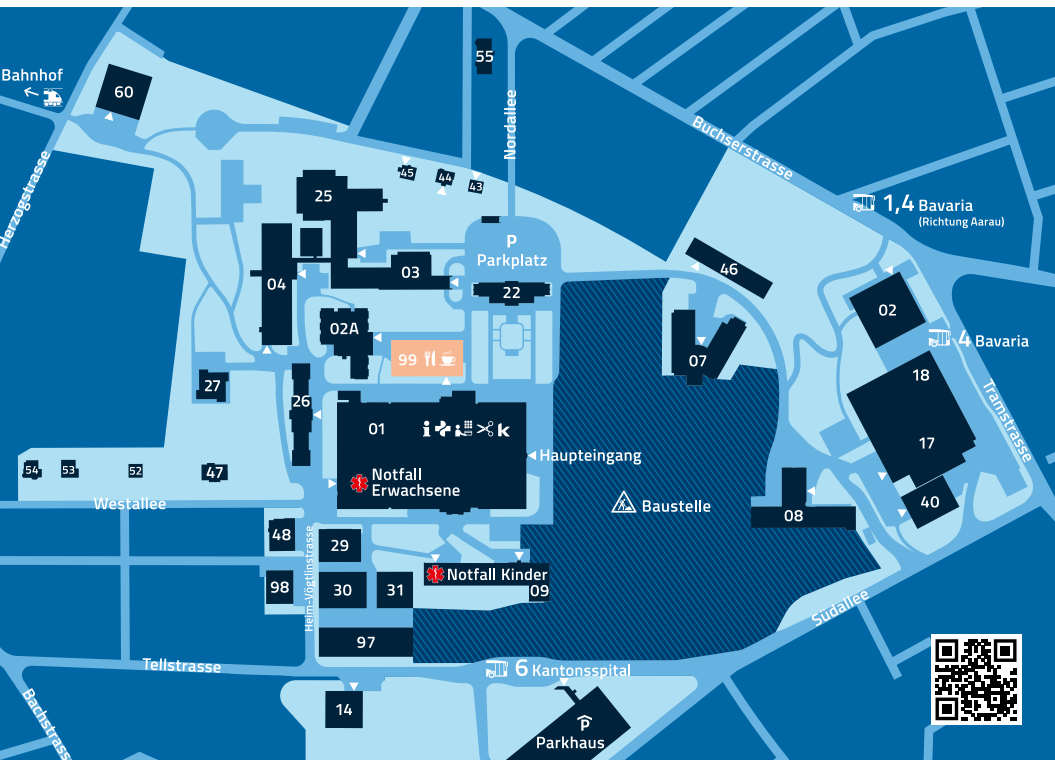 55
Bahnhof
60
Nordallee
Buchserstrasse
Herzogstrasse
45
44
43
25
1,4 Bavaria
(Richtung Aarau)
P
Parkplatz
03
46
04
22
02
02A
4 Bavaria
99
07
18
27
26
Tramstrasse
01
i
k
17
Haupteingang
54
53
52
47
Notfall
Erwachsene
Westallee
Baustelle
40
08
48
29
Heim-Vögtlinstrasse
Notfall Kinder
09
98
30
31
Südallee
97
Tellstrasse
6 Kantonsspital
Bachstrasse
14
P
Parkhaus